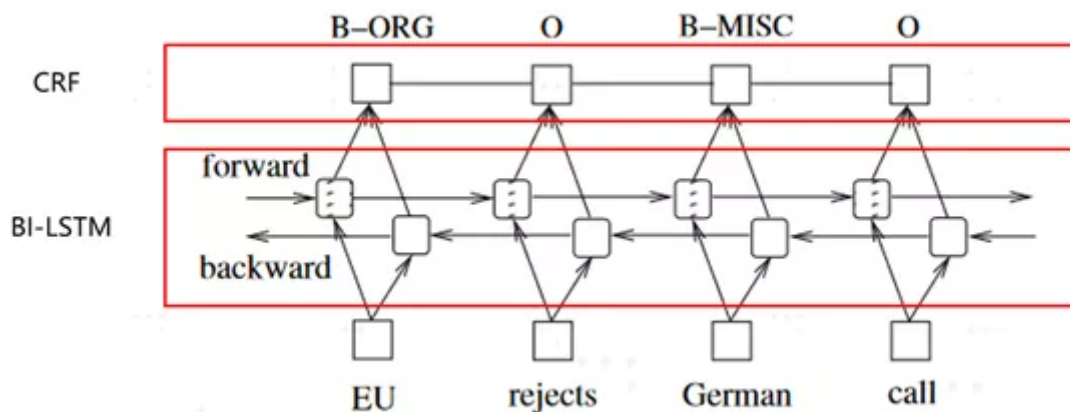 B-ORG O B-MISC O
CRF
forward
BI-LSTM
backward
EU rejects German call